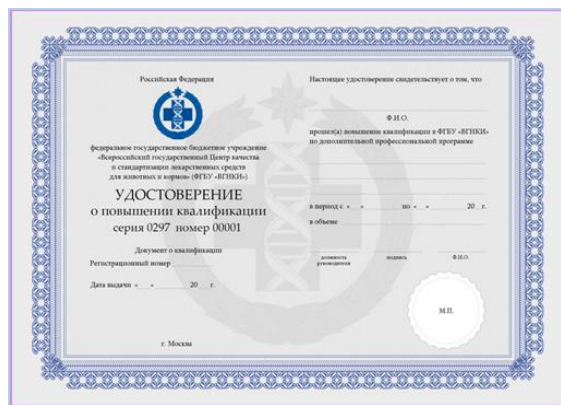 Российская Федерация
федеральное государственное бюджетное учреждение
«Всероссийский государственный Центр качества
и стандартизации лекарственных средств
для животных и кормов» (ФГБУ «ВГНКИ»)
УДОСТОВЕРЕНИЕ
о повышении квалификации
серия 0297 номер 00001
Документ о квалификации
Регистрационный номер
Дата выдачи « » 20 г.
г. Москва
Настоящее удостоверение свидетельствует о том, что
Ф.И.О.
прошел(а) повышение квалификации в ФГБУ «ВГНКИ»
по дополнительной профессиональной программе
в период с « » по « » 20 г.
в объеме
должность подпись Ф.И.О.
руководителя
М.П.